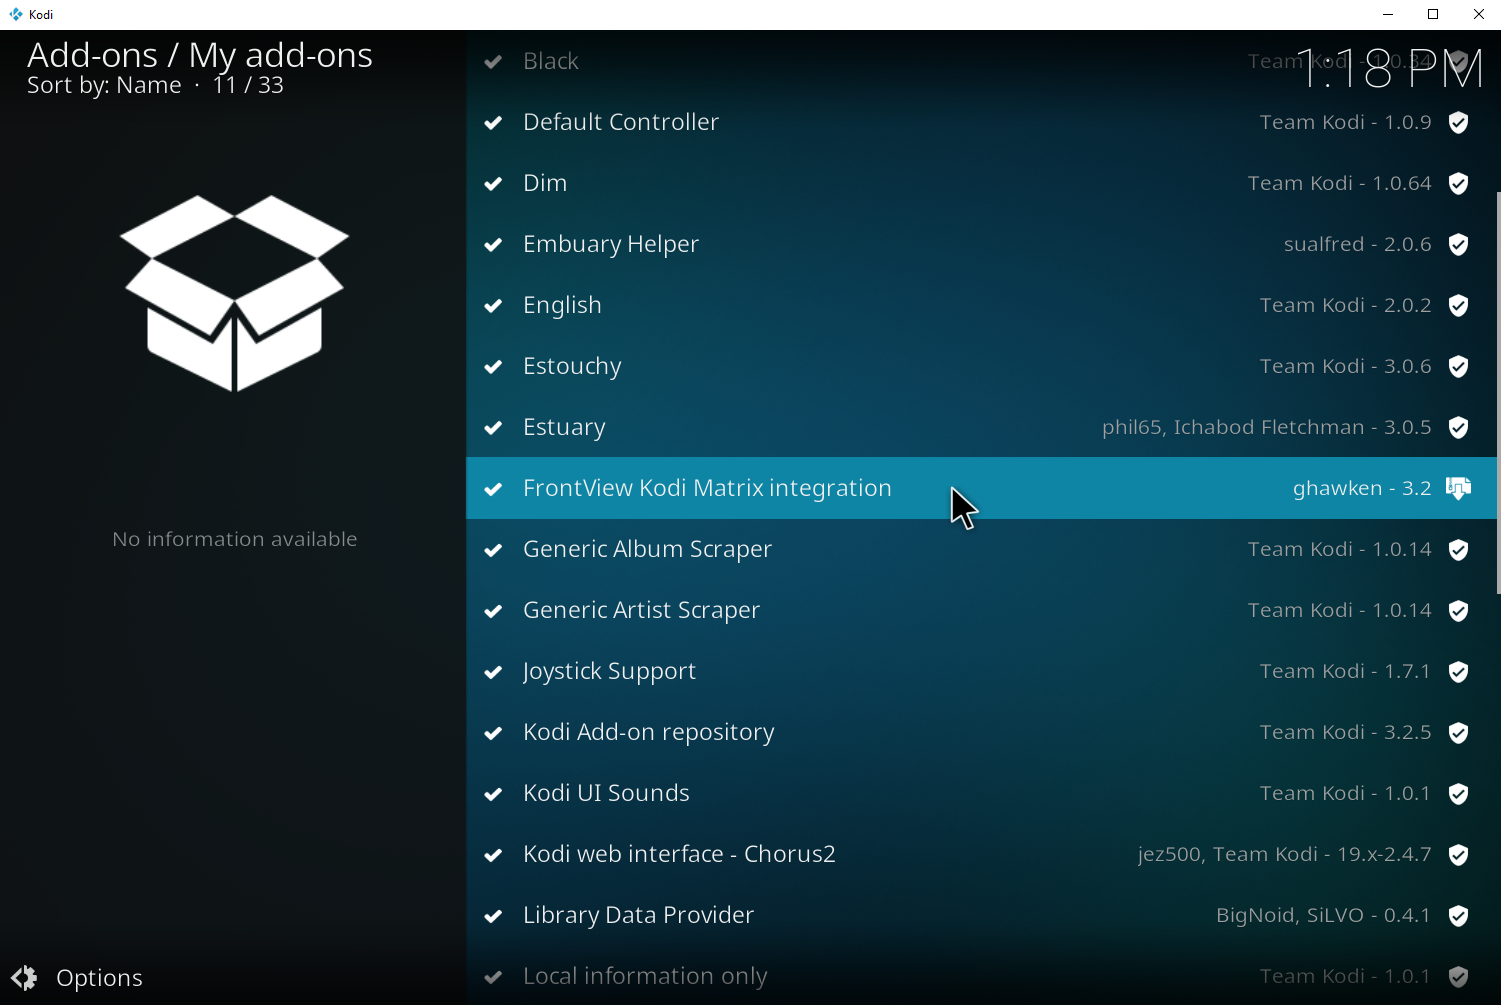 Kodi
Add-ons / My add-ons
Sort by: Name · 11 / 33
1:18 PM
Black Team Kodi - 1.0.34
Default Controller Team Kodi - 1.0.9
Dim Team Kodi - 1.0.64
Embuary Helper sualfred - 2.0.6
English Team Kodi - 2.0.2
Estouchy Team Kodi - 3.0.6
Estuary phil65, Ichabod Fletchman - 3.0.5
FrontView Kodi Matrix integration ghawken - 3.2
Generic Album Scraper Team Kodi - 1.0.14
No information available
Generic Artist Scraper Team Kodi - 1.0.14
Joystick Support Team Kodi - 1.7.1
Kodi Add-on repository Team Kodi - 3.2.5
Kodi UI Sounds Team Kodi - 1.0.1
Kodi web interface - Chorus2 jez500, Team Kodi - 19.x-2.4.7
Library Data Provider BigNoid, SiLVO - 0.4.1
Local information only Team Kodi - 1.0.1
Options